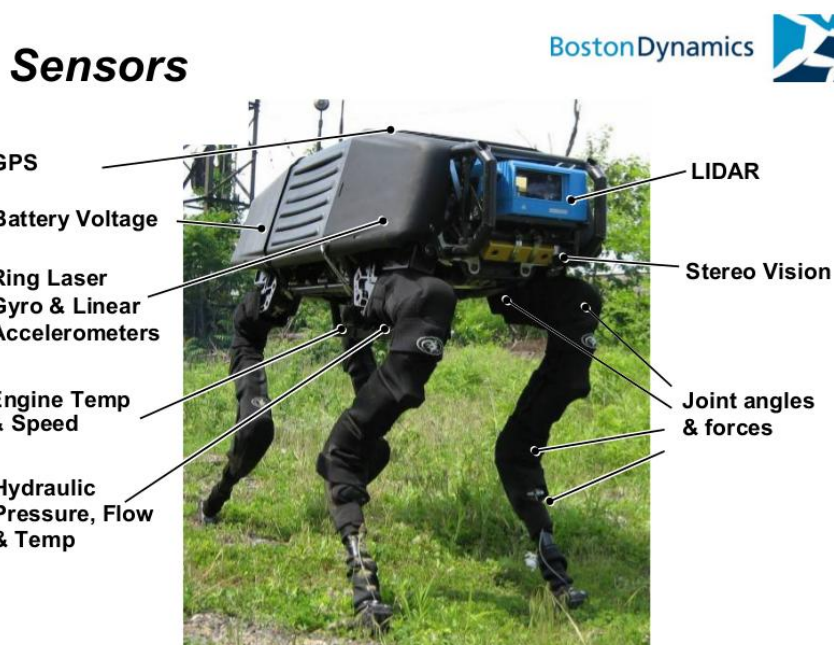 Sensors
BostonDynamics
GPS
Battery Voltage
Ring Laser
Gyro & Linear
Accelerometers
Engine Temp
& Speed
Hydraulic
Pressure, Flow
& Temp
LIDAR
Stereo Vision
Joint angles
& forces